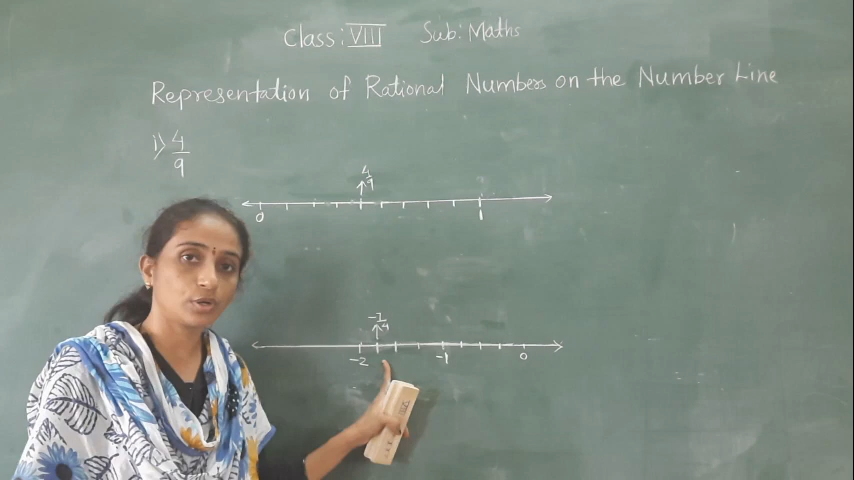 Class: VIII Sub: Maths
Representation of Rational Numbers on the Number Line
1) 4/9
4/9
0 1
-7/4
-2 -1 0